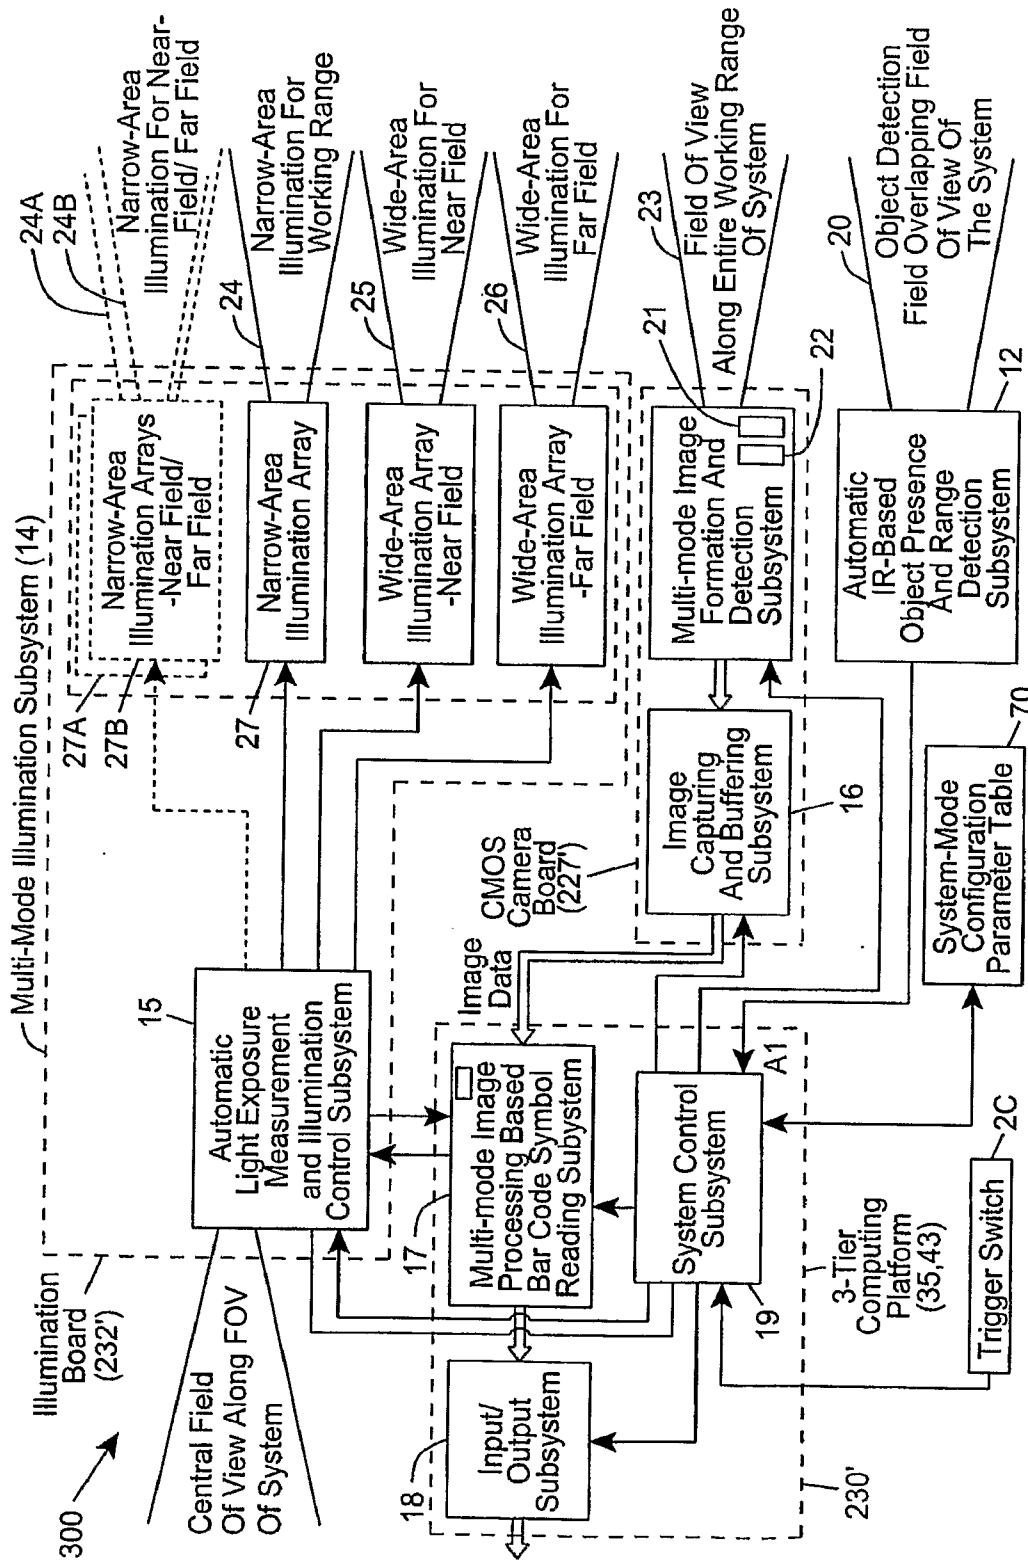 Multi-Mode Illumination Subsystem (14)
300
Illumination
Board
(232')
Central Field
Of View Along FOV
Of System
15
Automatic
Light Exposure
Measurement
and Illumination
Control Subsystem
27A
27B
Narrow-Area
Illumination Arrays
-Near Field/
Far Field
24A
24B
Narrow-Area
Illumination For Near-
Field/ Far Field
27
Narrow-Area
Illumination Array
24
Narrow-Area
Illumination For
Working Range
Wide-Area
Illumination Array
-Near Field
25
Wide-Area
Illumination For
Near Field
Wide-Area
Illumination Array
-Far Field
26
Wide-Area
Illumination For
Far Field
18
Input/
Output
Subsystem
17
Multi-mode Image
Processing Based
Bar Code Symbol
Reading Subystem
Image
Data
CMOS
Camera
Board
(227')
Image
Capturing
And Buffering
Subsystem
16
Multi-mode Image
Formation And
Detection
Subsystem
21
22
23
Field Of View
Along Entire Working Range
Of System
System Control
Subsystem
19
A1
Automatic
IR-Based
Object Presence
And Range
Detection
Subsystem
12
20
Object Detection
Field Overlapping Field
Of View Of
The System
230'
3-Tier
Computing
Platform
(35,43)
Trigger Switch
2C
System-Mode
Configuration
Parameter Table
70